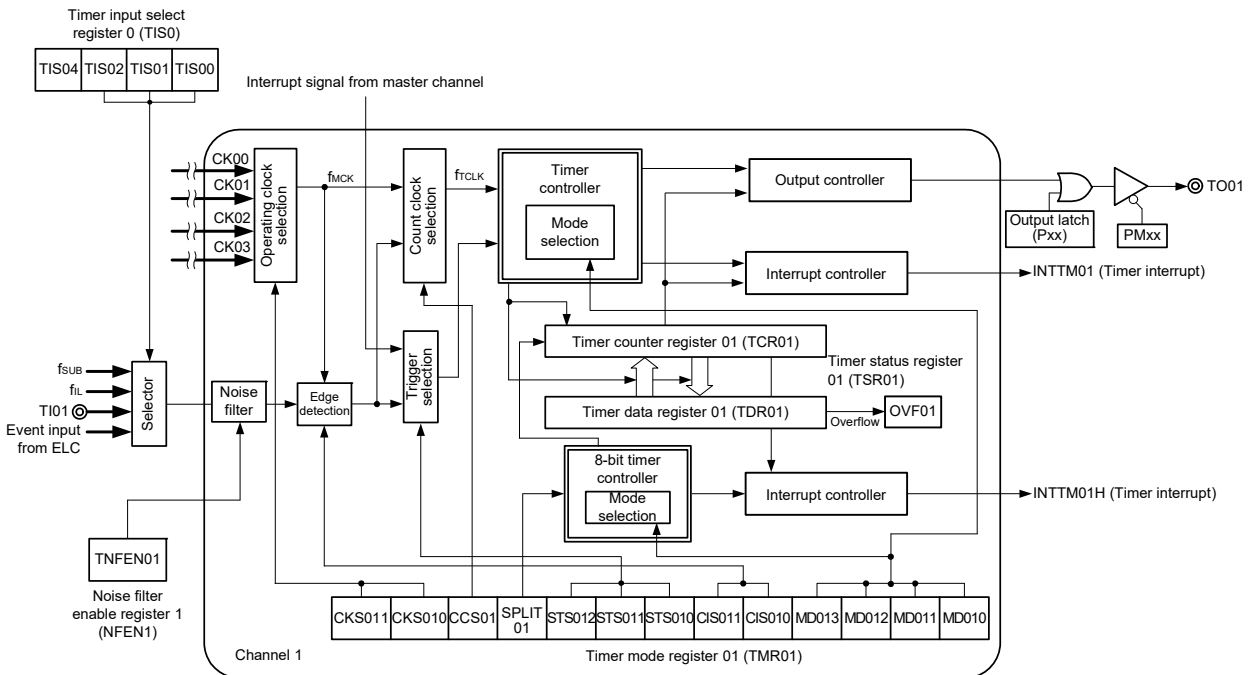 Timer input select
register 0 (TIS0)
TIS04 TIS02 TIS01 TIS00
Interrupt signal from master channel
CK00
CK01
CK02
CK03
Operating clock
selection
fMCK
Count clock
selection
fTCLK
Timer
controller
Mode
selection
Output controller
Output latch
(Pxx)
PMxx
TO01
Interrupt controller
INTTM01 (Timer interrupt)
Timer counter register 01 (TCR01)
Timer status register
01 (TSR01)
Trigger
selection
fSUB
fIL
TI01
Event input
from ELC
Selector
Noise
filter
Edge
detection
Timer data register 01 (TDR01)
Overflow
OVF01
8-bit timer
controller
Mode
selection
Interrupt controller
INTTM01H (Timer interrupt)
TNFEN01
Noise filter
enable register 1
(NFEN1)
CKS011 CKS010 CCS01 SPLIT
01 STS012 STS011 STS010 CIS011 CIS010 MD013 MD012 MD011 MD010
Channel 1
Timer mode register 01 (TMR01)